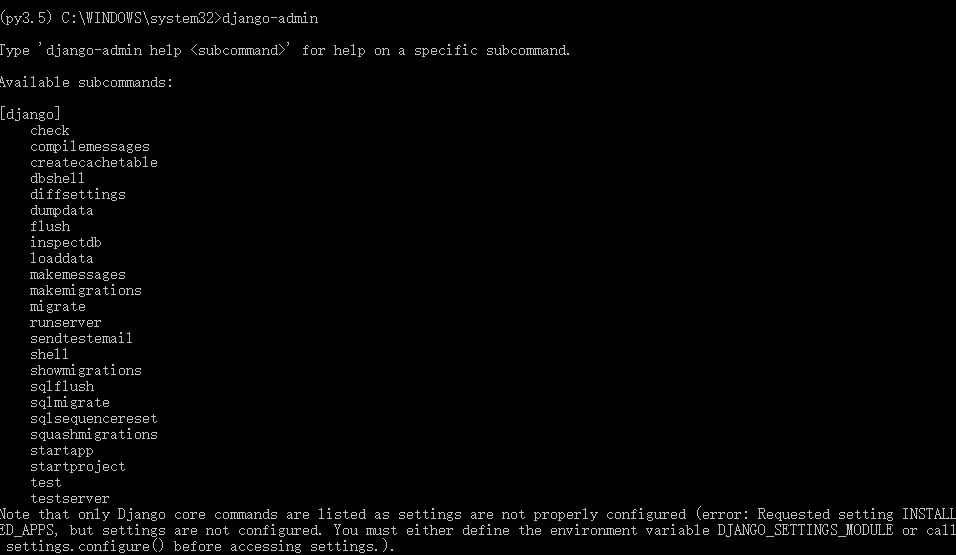 (py3.5) C:\WINDOWS\system32>django-admin
Type 'django-admin help <subcommand>' for help on a specific subcommand.
Available subcommands:
[django]
check
compilemessages
createcachetable
dbshell
diffsettings
dumpdata
flush
inspectdb
loaddata
makemessages
makemigrations
migrate
runserver
sendtestemail
shell
showmigrations
sqlflush
sqlmigrate
sqlsequencereset
squashmigrations
startapp
startproject
test
testserver
Note that only Django core commands are listed as settings are not properly configured (error: Requested setting INSTALL
ED_APPS, but settings are not configured. You must either define the environment variable DJANGO_SETTINGS_MODULE or call
settings.configure() before accessing settings.).